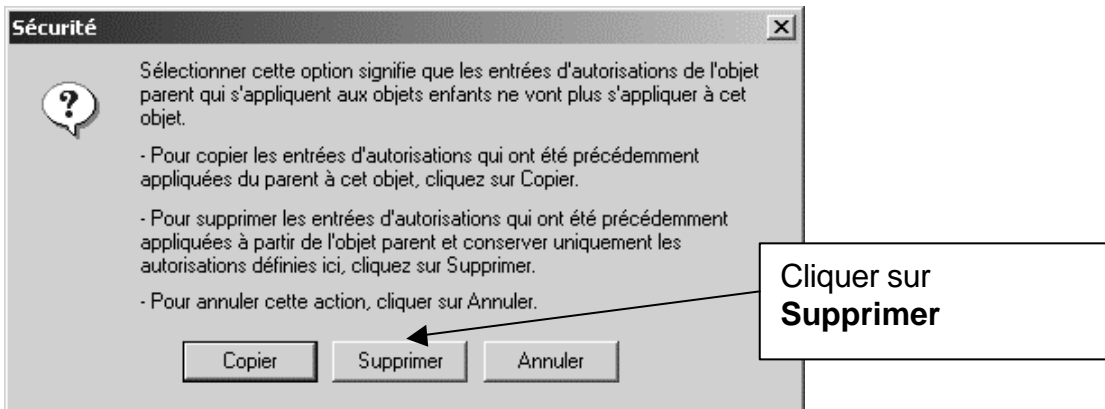 Sécurité
Sélectionner cette option signifie que les entrées d'autorisations de l'objet
parent qui s'appliquent aux objets enfants ne vont plus s'appliquer à cet
objet.
- Pour copier les entrées d'autorisations qui ont été précédemment
appliquées du parent à cet objet, cliquez sur Copier.
- Pour supprimer les entrées d'autorisations qui ont été précédemment
appliquées à partir de l'objet parent et conserver uniquement les
autorisations définies ici, cliquez sur Supprimer.
- Pour annuler cette action, cliquer sur Annuler.
Copier Supprimer Annuler
Cliquer sur
Supprimer